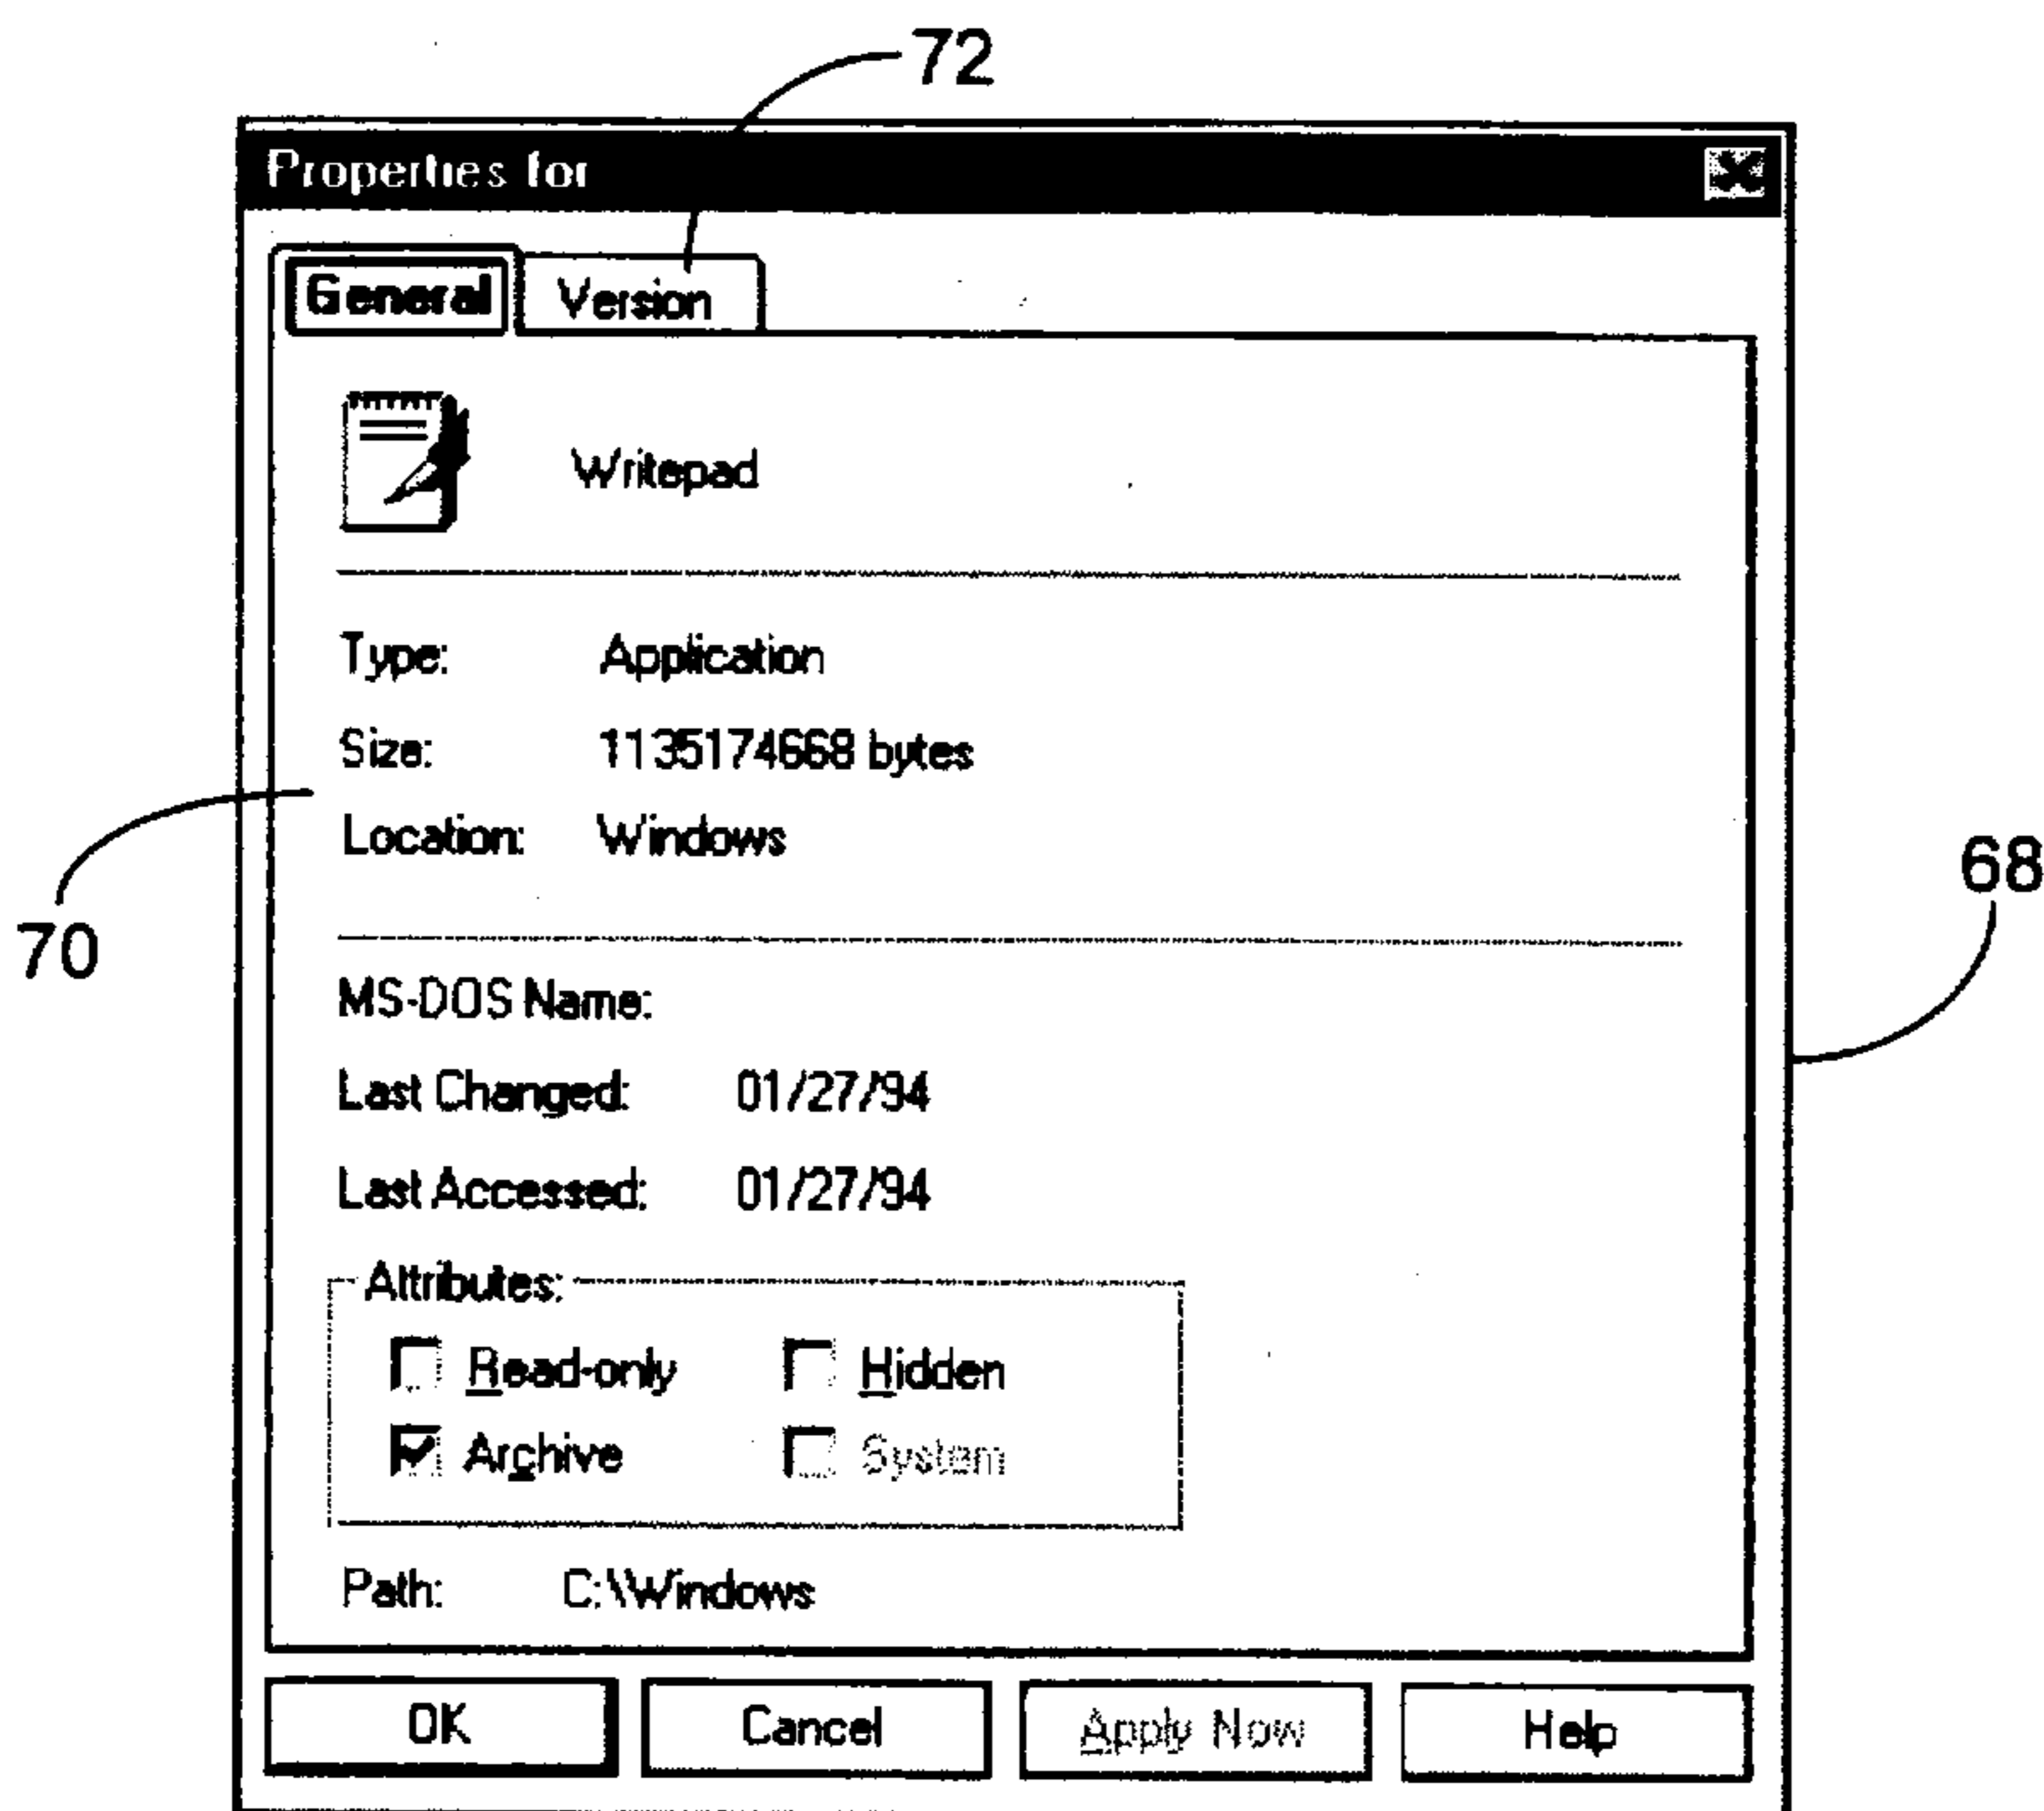 72
Properties for
General Version
Writepad
Type: Application
Size: 1135174668 bytes
Location: Windows
68
70
MS-DOS Name:
Last Changed: 01/27/94
Last Accessed: 01/27/94
Attributes:
Read-only Hidden
Archive System
Path: C:\Windows
OK Cancel Apply Now Help